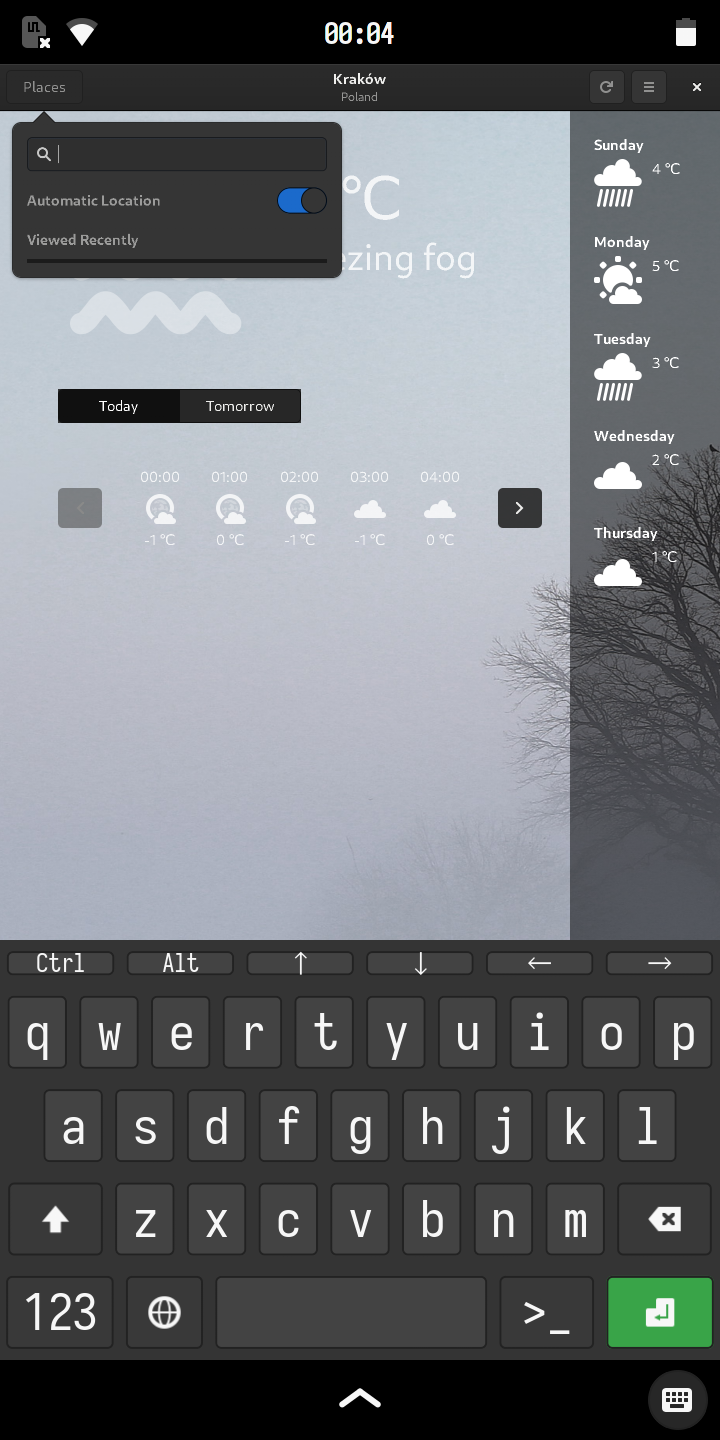 00:04
Places
Kraków
Poland
Automatic Location
Viewed Recently
°C
ezing fog
Today
Tomorrow
00:00 01:00 02:00 03:00 04:00
-1 °C 0 °C -1 °C -1 °C 0 °C
Sunday
4 °C
Monday
5 °C
Tuesday
3 °C
Wednesday
2 °C
Thursday
1 °C
Ctrl Alt ↑ ↓ ← →
q w e r t y u i o p
a s d f g h j k l
z x c v b n m
123 >_